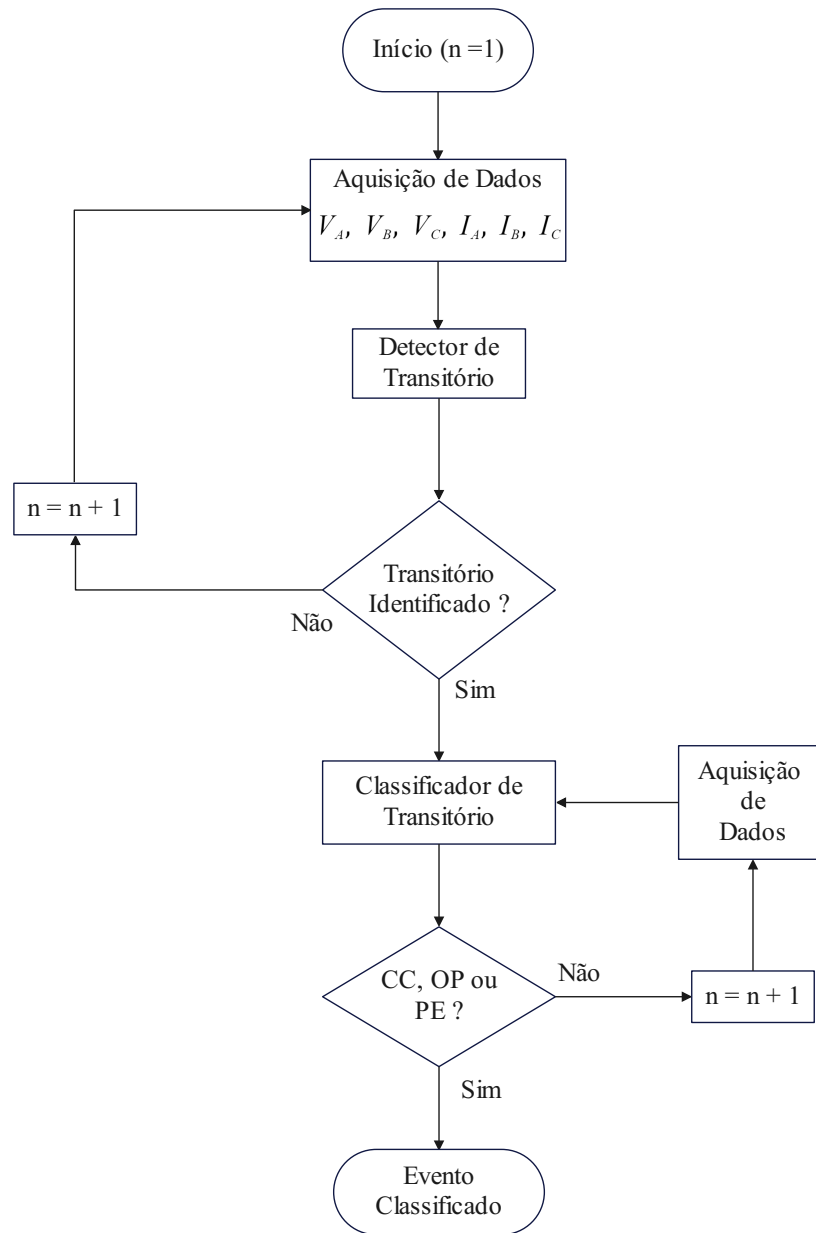 Início (n =1)
Aquisição de Dados
V_A, V_B, V_C, I_A, I_B, I_C
Detector de
Transitório
n = n + 1
Transitório
Identificado ?
Não
Sim
Classificador de
Transitório
Aquisição
de
Dados
CC, OP ou
PE ?
Não
n = n + 1
Sim
Evento
Classificado